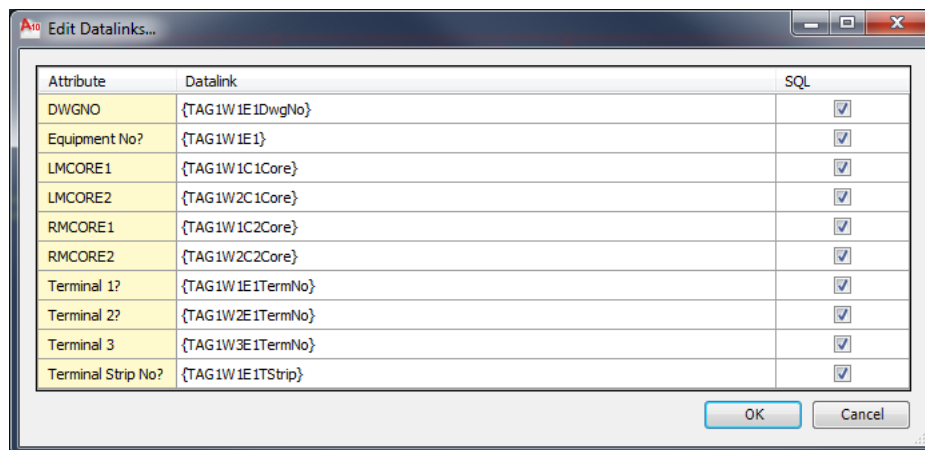 A10 Edit Datalinks...
Attribute Datalink SQL
DWGNO {TAG1W1E1DwgNo}
Equipment No? {TAG1W1E1}
LMCORE1 {TAG1W1C1Core}
LMCORE2 {TAG1W2C1Core}
RMCORE1 {TAG1W1C2Core}
RMCORE2 {TAG1W2C2Core}
Terminal 1? {TAG1W1E1TermNo}
Terminal 2? {TAG1W2E1TermNo}
Terminal 3 {TAG1W3E1TermNo}
Terminal Strip No? {TAG1W1E1TStrip}
OK Cancel